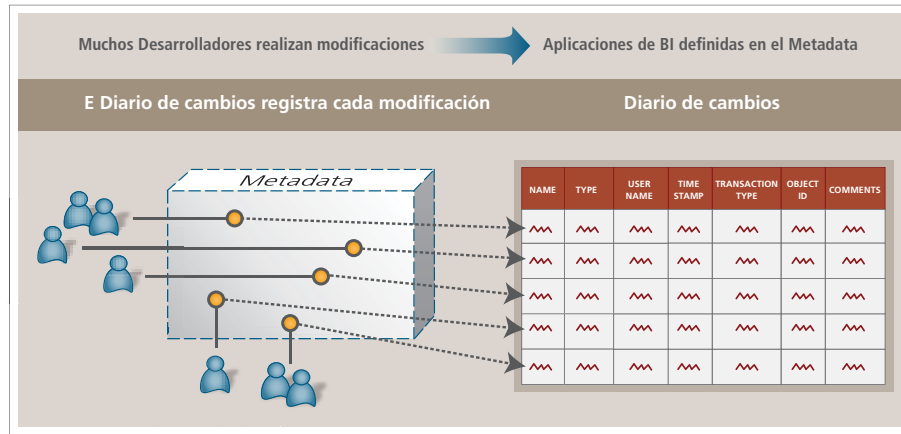 Muchos Desarrolladores realizan modificaciones
Aplicaciones de BI definidas en el Metadata
E Diario de cambios registra cada modificación
Diario de cambios
Metadata
NAME
TYPE
USER
NAME
TIME
STAMP
TRANSACTION
TYPE
OBJECT
ID
COMMENTS